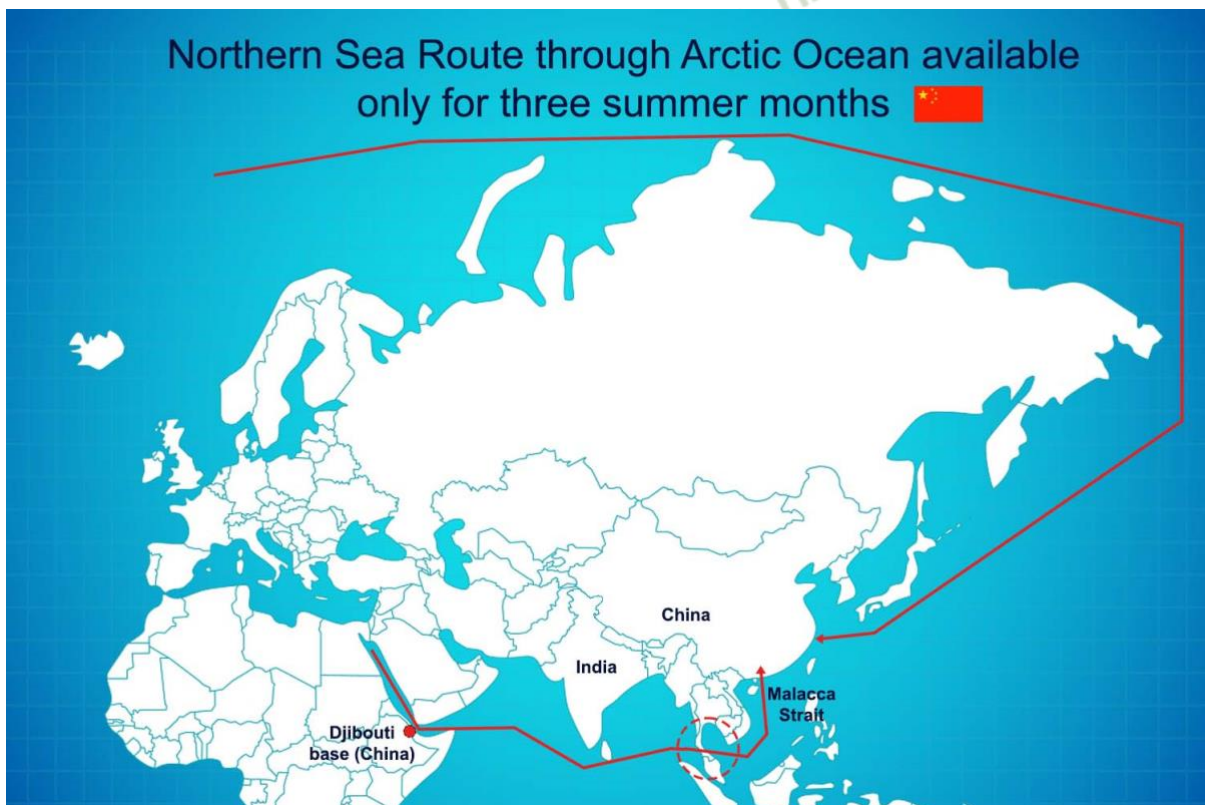 Northern Sea Route through Arctic Ocean available
only for three summer months
China
India
Malacca
Strait
Djibouti
base (China)